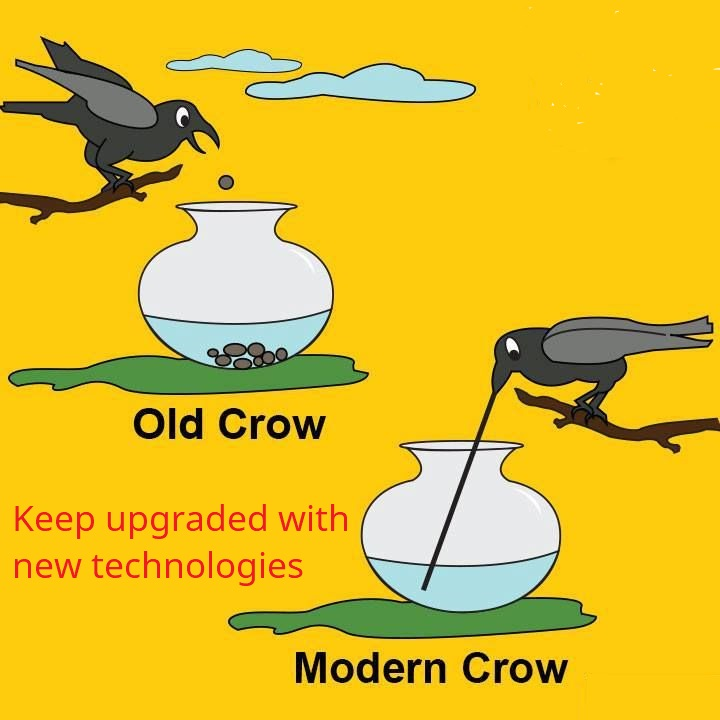 Old Crow
Keep upgraded with
new technologies
Modern Crow